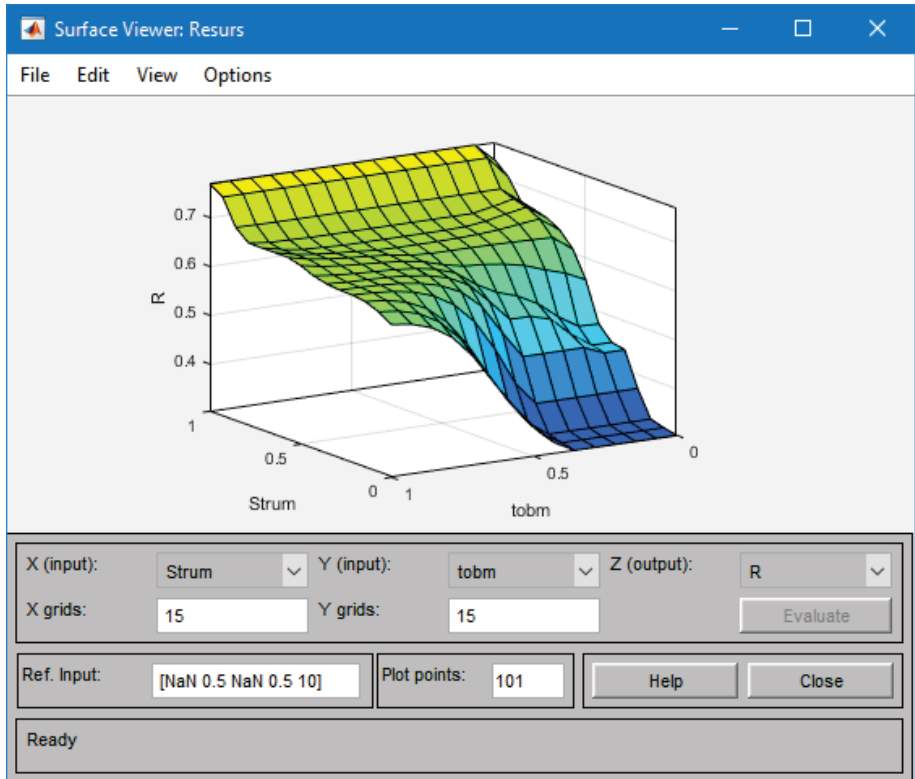 Surface Viewer: Resurs
File Edit View Options
0.7
0.6
0.5
0.4
R
1
0.5
0
Strum
1
0.5
0
tobm
X (input): Strum Y (input): tobm Z (output): R
X grids: 15 Y grids: 15 Evaluate
Ref. Input: [NaN 0.5 NaN 0.5 10] Plot points: 101 Help Close
Ready